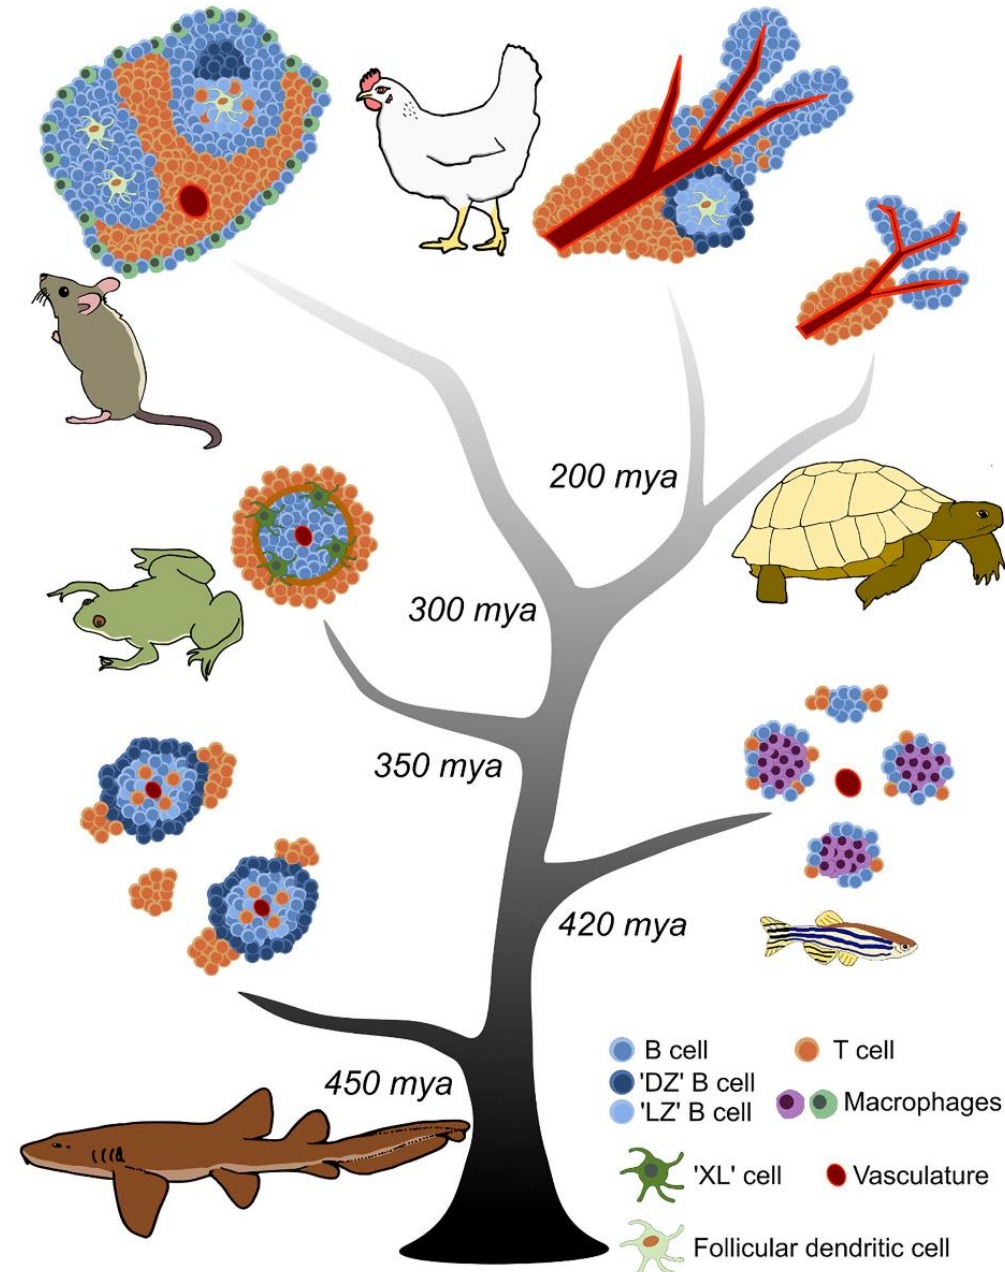 200 mya
300 mya
350 mya
420 mya
450 mya
B cell
T cell
'DZ' B cell
'LZ' B cell
Macrophages
'XL' cell
Vasculature
Follicular dendritic cell